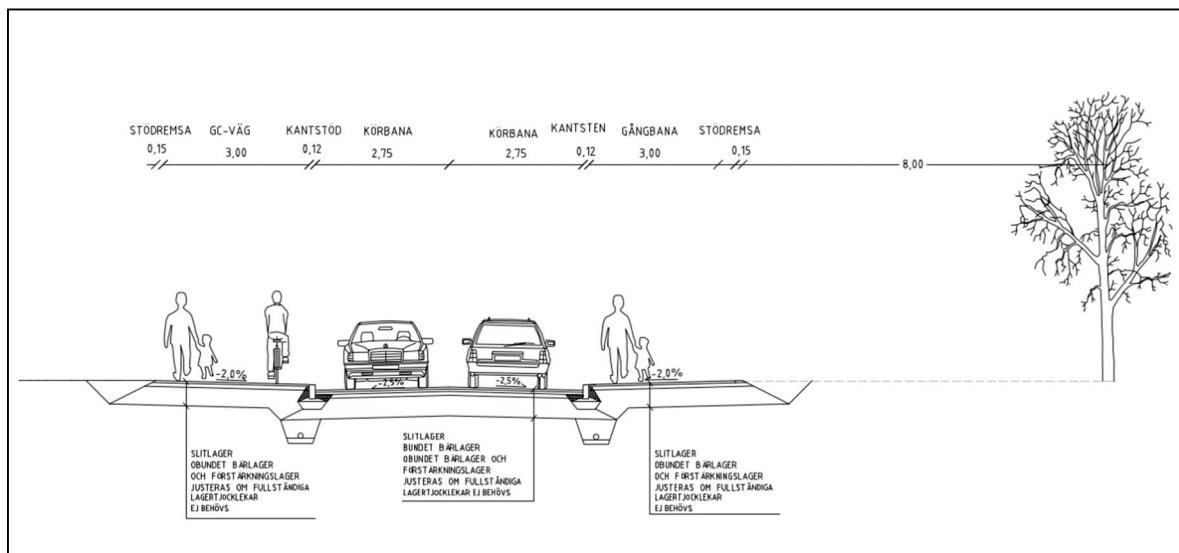 STÖDREMSA GC-VÄG KANTSTÖD KÖRBANA KÖRBANA KANTSTEN GÅNGBANA STÖDREMSA
0,15 3,00 0,12 2,75 2,75 0,12 3,00 0,15 8,00
-2,0% -2,5% -2,5% -2,0%
SLITLAGER
OBUNDET BÄRLAGER
OCH FÖRSTÄRKNINGSLAGER
JUSTERAS OM FULLSTÄNDIGA
LAGERTJOCKLEKAR
EJ BEHÖVS
SLITLAGER
BUNDET BÄRLAGER
OBUNDET BÄRLAGER OCH
FÖRSTÄRKNINGSLAGER
JUSTERAS OM FULLSTÄNDIGA
LAGERTJOCKLEKAR EJ BEHÖVS
SLITLAGER
OBUNDET BÄRLAGER
OCH FÖRSTÄRKNINGSLAGER
JUSTERAS OM FULLSTÄNDIGA
LAGERTJOCKLEKAR
EJ BEHÖVS